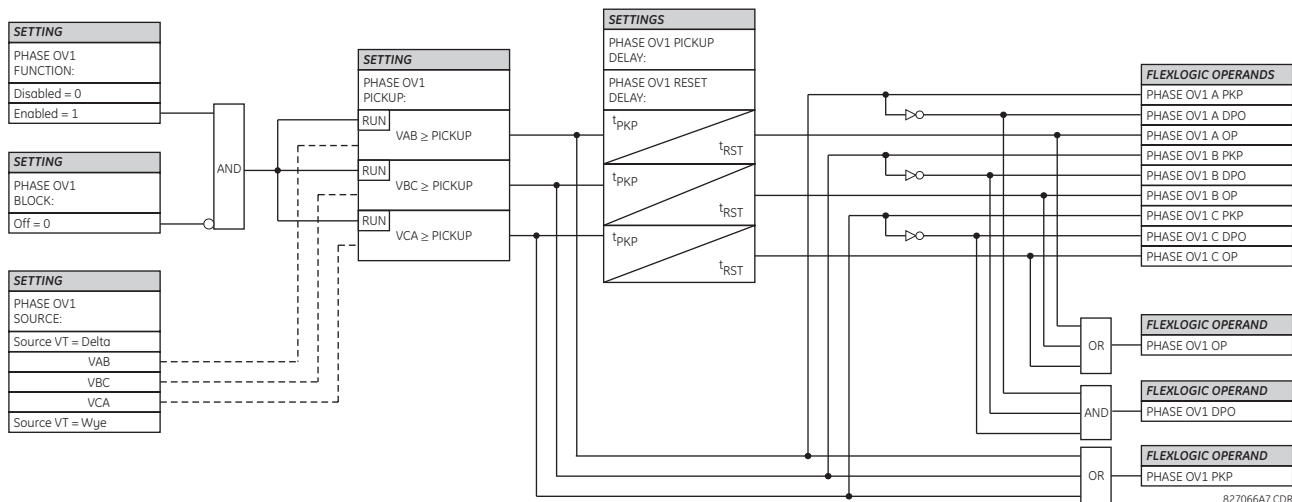 SETTING
PHASE OV1
FUNCTION:
Disabled = 0
Enabled = 1
SETTING
PHASE OV1
BLOCK:
Off = 0
SETTING
PHASE OV1
SOURCE:
Source VT = Delta
VAB
VBC
VCA
Source VT = Wye
AND
SETTING
PHASE OV1
PICKUP:
RUN
VAB ≥ PICKUP
RUN
VBC ≥ PICKUP
RUN
VCA ≥ PICKUP
SETTINGS
PHASE OV1 PICKUP
DELAY:
PHASE OV1 RESET
DELAY:
tPKP
tRST
tPKP
tRST
tPKP
tRST
FLEXLOGIC OPERANDS
PHASE OV1 A PKP
PHASE OV1 A DPO
PHASE OV1 A OP
PHASE OV1 B PKP
PHASE OV1 B DPO
PHASE OV1 B OP
PHASE OV1 C PKP
PHASE OV1 C DPO
PHASE OV1 C OP
OR
FLEXLOGIC OPERAND
PHASE OV1 OP
AND
FLEXLOGIC OPERAND
PHASE OV1 DPO
OR
FLEXLOGIC OPERAND
PHASE OV1 PKP
827066A7.CDR